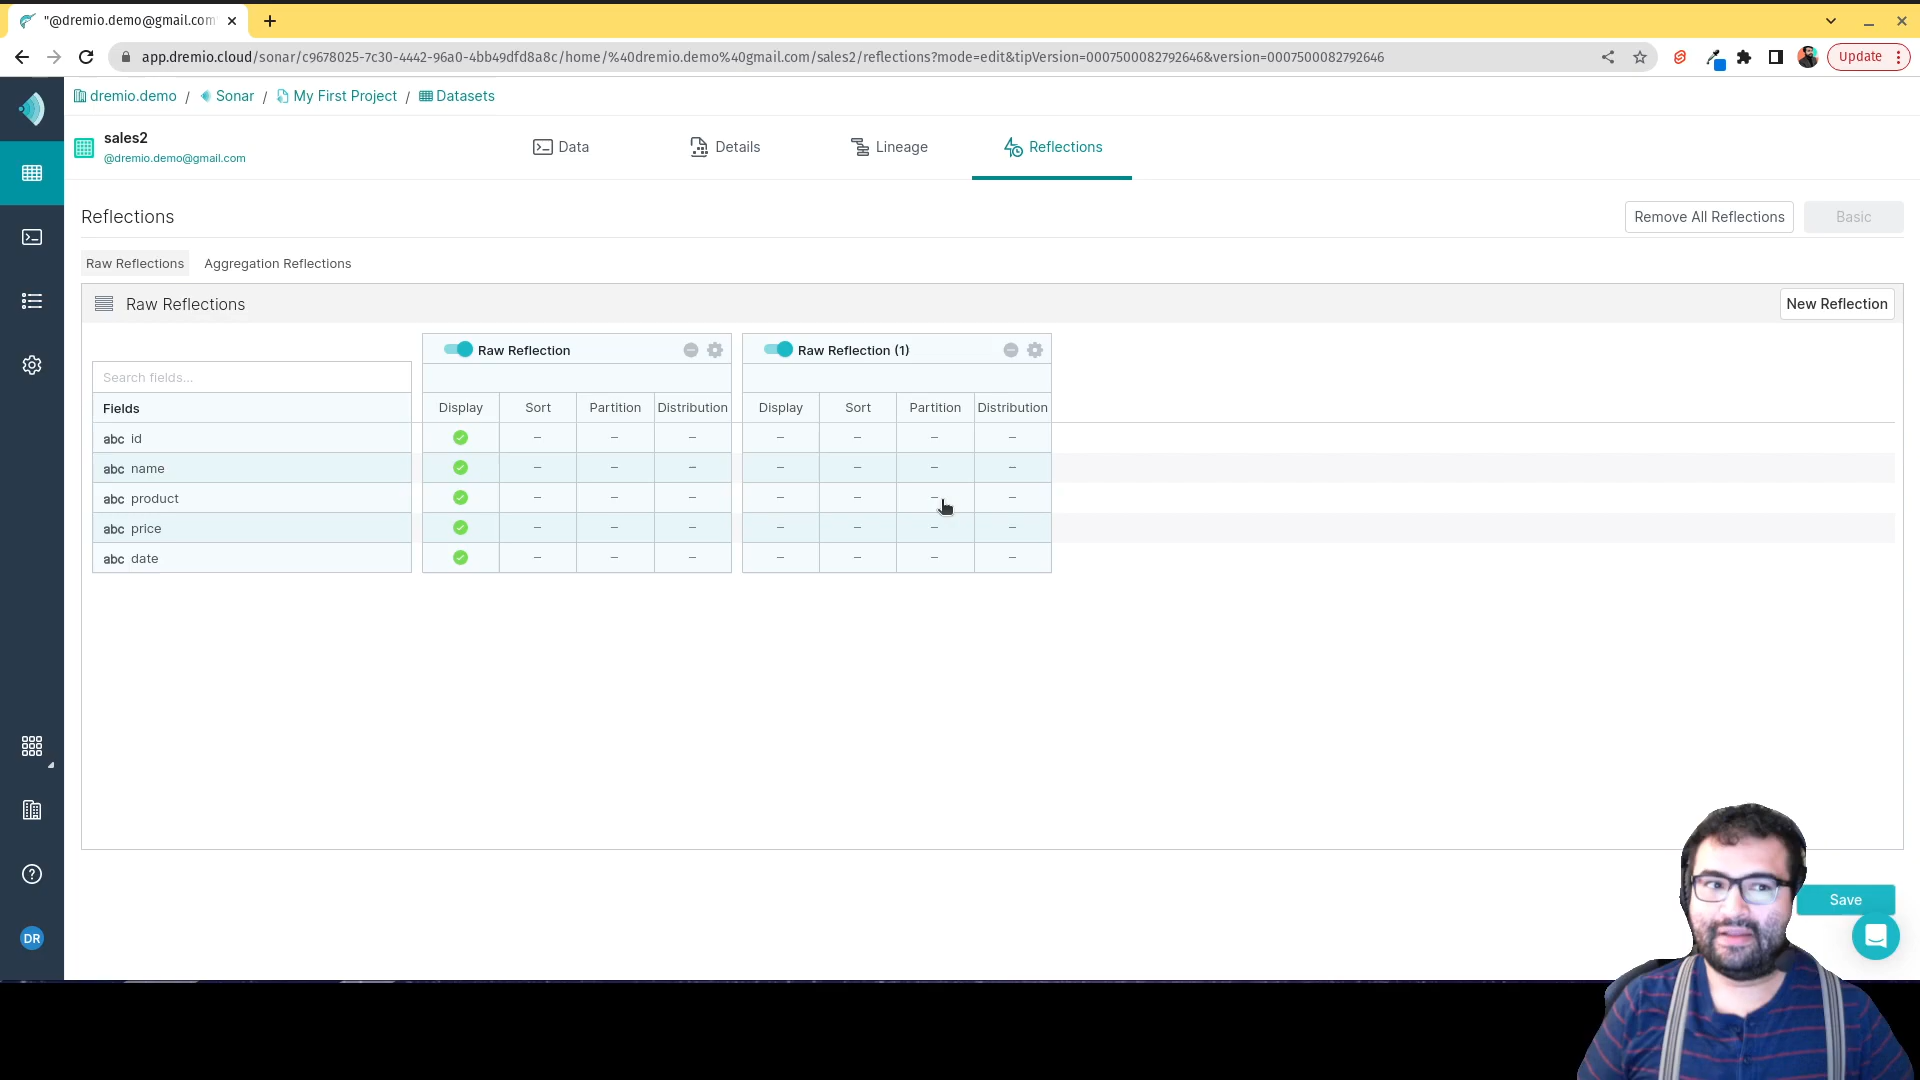 "@dremio.demo@gmail.com
app.dremio.cloud/sonar/c9678025-7c30-4442-96a0-4bb49dfd8a8c/home/%40dremio.demo%40gmail.com/sales2/reflections?mode=edit&tipVersion=0007500082792646&version=0007500082792646
Update
dremio.demo / Sonar / My First Project / Datasets
sales2
@dremio.demo@gmail.com
Data Details Lineage Reflections
Reflections
Remove All Reflections Basic
Raw Reflections Aggregation Reflections
Raw Reflections New Reflection
Raw Reflection Raw Reflection (1)
Search fields...
Fields Display Sort Partition Distribution Display Sort Partition Distribution
abc id – – – – – – –
abc name – – – – – – –
abc product – – – – – – –
abc price – – – – – – –
abc date – – – – – – –
Save
DR